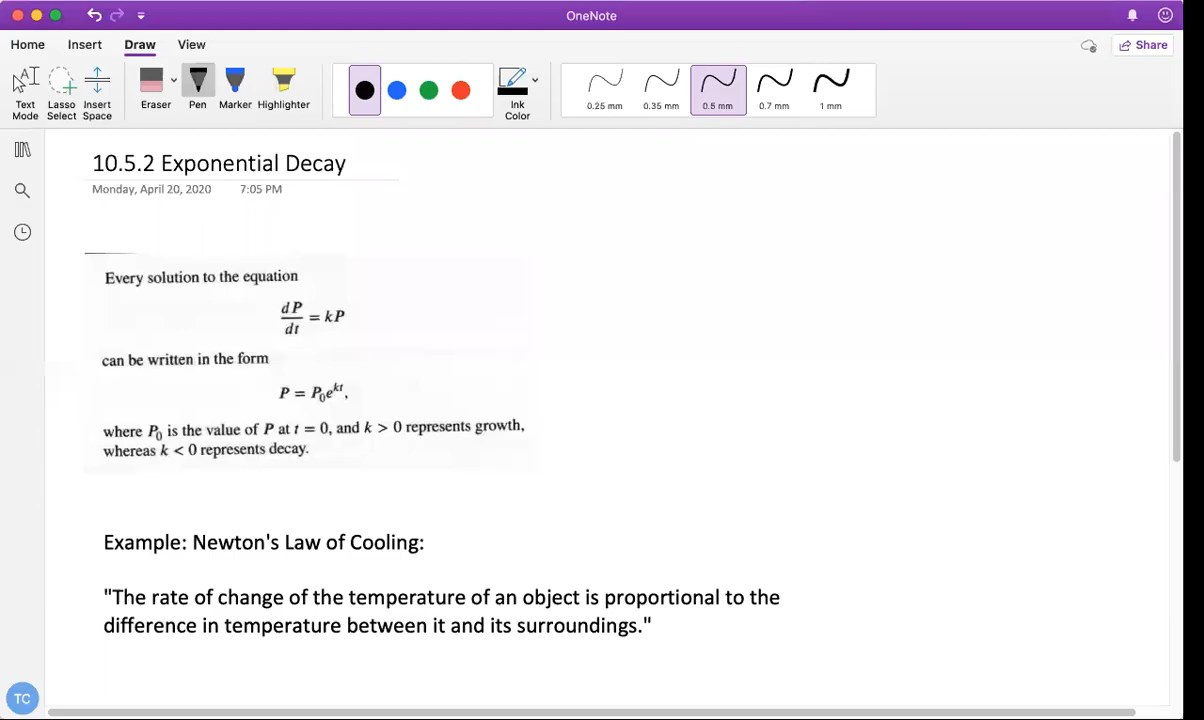 OneNote
Home Insert Draw View
Share
Text Mode
Lasso Select
Insert Space
Eraser
Pen
Marker
Highlighter
Ink Color
0.25 mm
0.35 mm
0.5 mm
0.7 mm
1 mm
10.5.2 Exponential Decay
Monday, April 20, 2020 7:05 PM
Every solution to the equation
dP/dt = kP
can be written in the form
P = P₀eᵏᵗ,
where P₀ is the value of P at t = 0, and k > 0 represents growth,
whereas k < 0 represents decay.
Example: Newton's Law of Cooling:
"The rate of change of the temperature of an object is proportional to the
difference in temperature between it and its surroundings."
TC